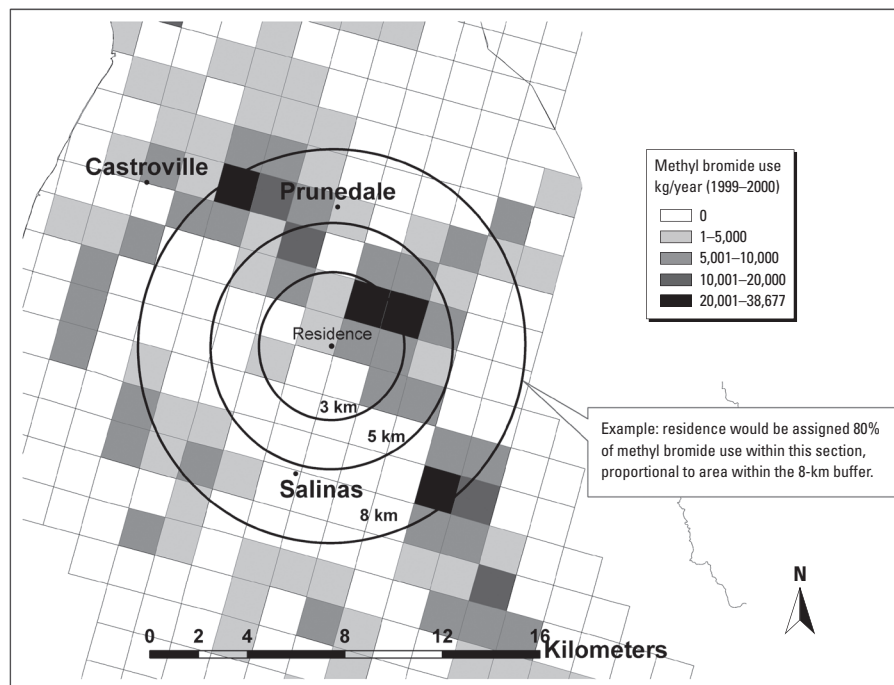 Castroville
Prunedale
Residence
3 km
5 km
Salinas
8 km
Methyl bromide use
kg/year (1999–2000)
0
1–5,000
5,001–10,000
10,001–20,000
20,001–38,677
Example: residence would be assigned 80%
of methyl bromide use within this section,
proportional to area within the 8-km buffer.
N
0 2 4 8 12 16
Kilometers